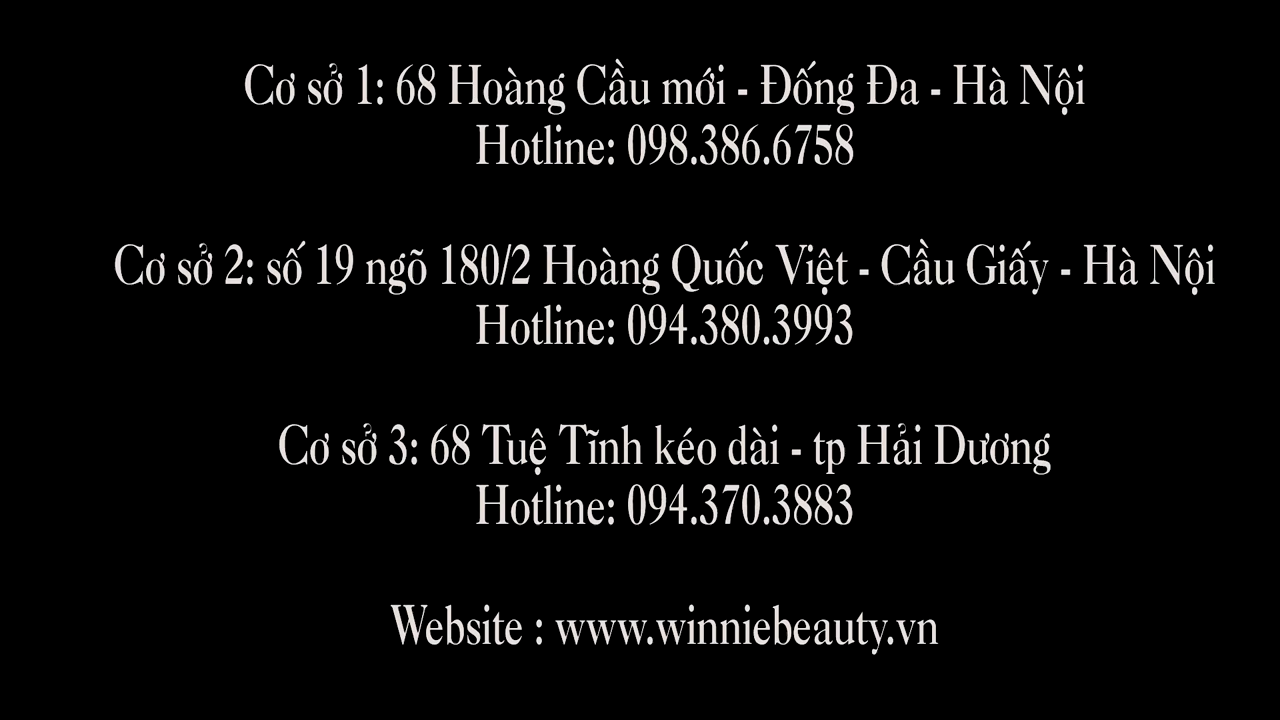 Cơ sở 1: 68 Hoàng Cầu mới - Đống Đa - Hà Nội
Hotline: 098.386.6758
Cơ sở 2: số 19 ngõ 180/2 Hoàng Quốc Việt - Cầu Giấy - Hà Nội
Hotline: 094.380.3993
Cơ sở 3: 68 Tuệ Tĩnh kéo dài - tp Hải Dương
Hotline: 094.370.3883
Website : www.winniebeauty.vn